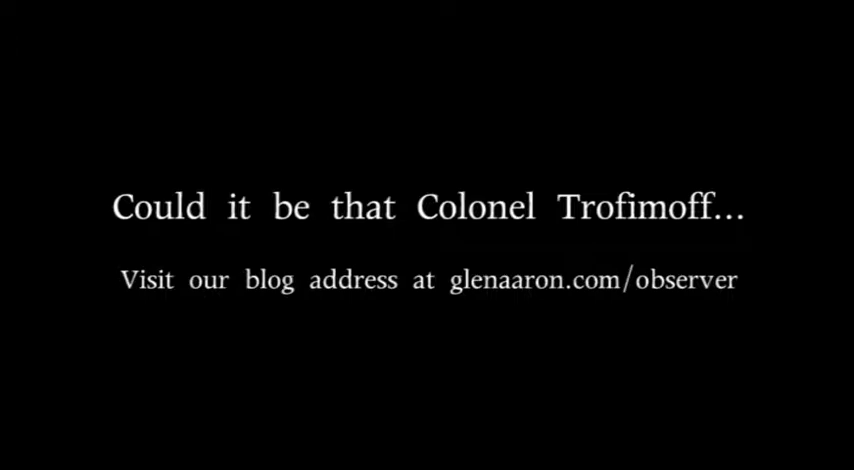 Could it be that Colonel Trofimoff...
Visit our blog address at glenaaron.com/observer